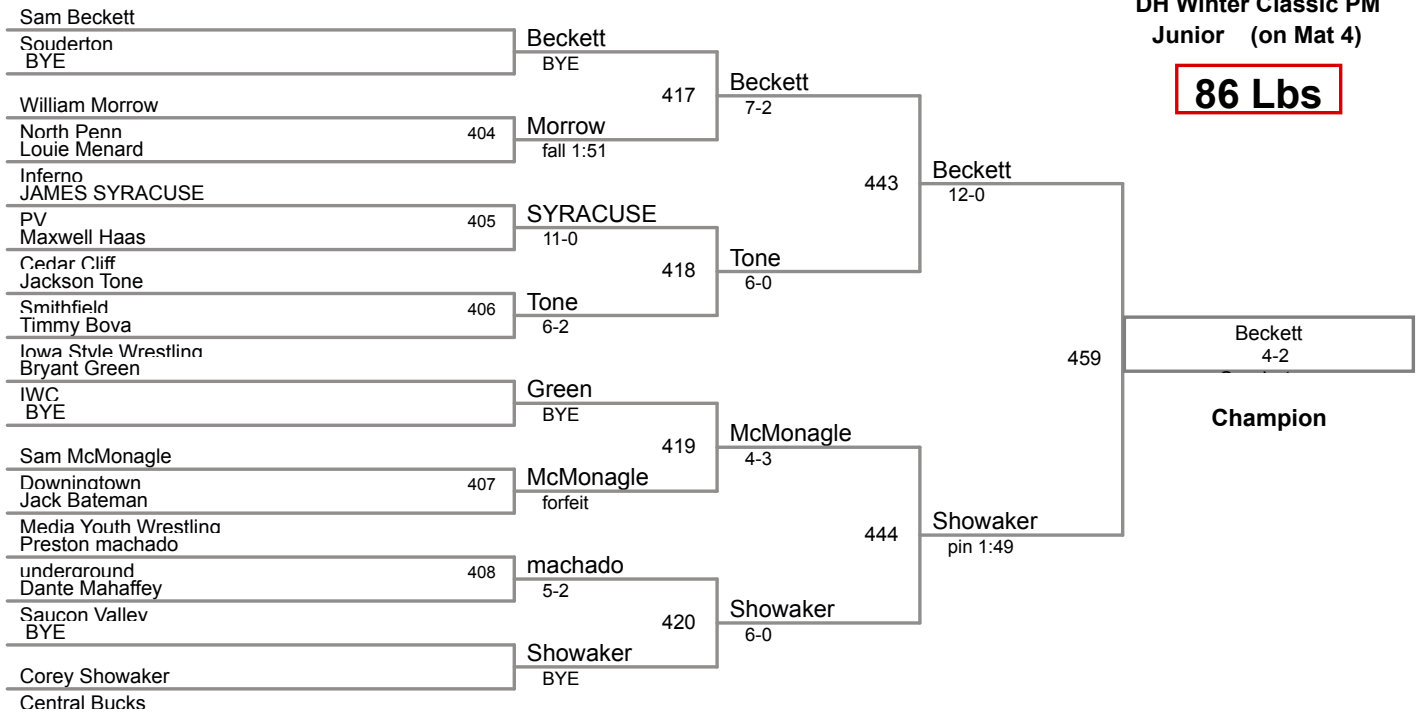 DH Winter Classic PM
Junior (on Mat 4)
86 Lbs
Sam Beckett
Souderton
BYE
William Morrow
North Penn
Louie Menard
Inferno
JAMES SYRACUSE
PV
Maxwell Haas
Cedar Cliff
Jackson Tone
Smithfield
Timmy Bova
Iowa Style Wrestling
Bryant Green
IWC
BYE
Sam McMonagle
Downingtown
Jack Bateman
Media Youth Wrestling
Preston machado
underground
Dante Mahaffey
Saucon Valley
BYE
Corey Showaker
Central Bucks
404
405
406
407
408
Beckett
BYE
Morrow
fall 1:51
SYRACUSE
11-0
Tone
6-2
Green
BYE
McMonagle
forfeit
machado
5-2
Showaker
BYE
417
418
419
420
Beckett
7-2
Tone
6-0
McMonagle
4-3
Showaker
6-0
443
444
Beckett
12-0
Showaker
pin 1:49
459
Beckett
4-2
Champion